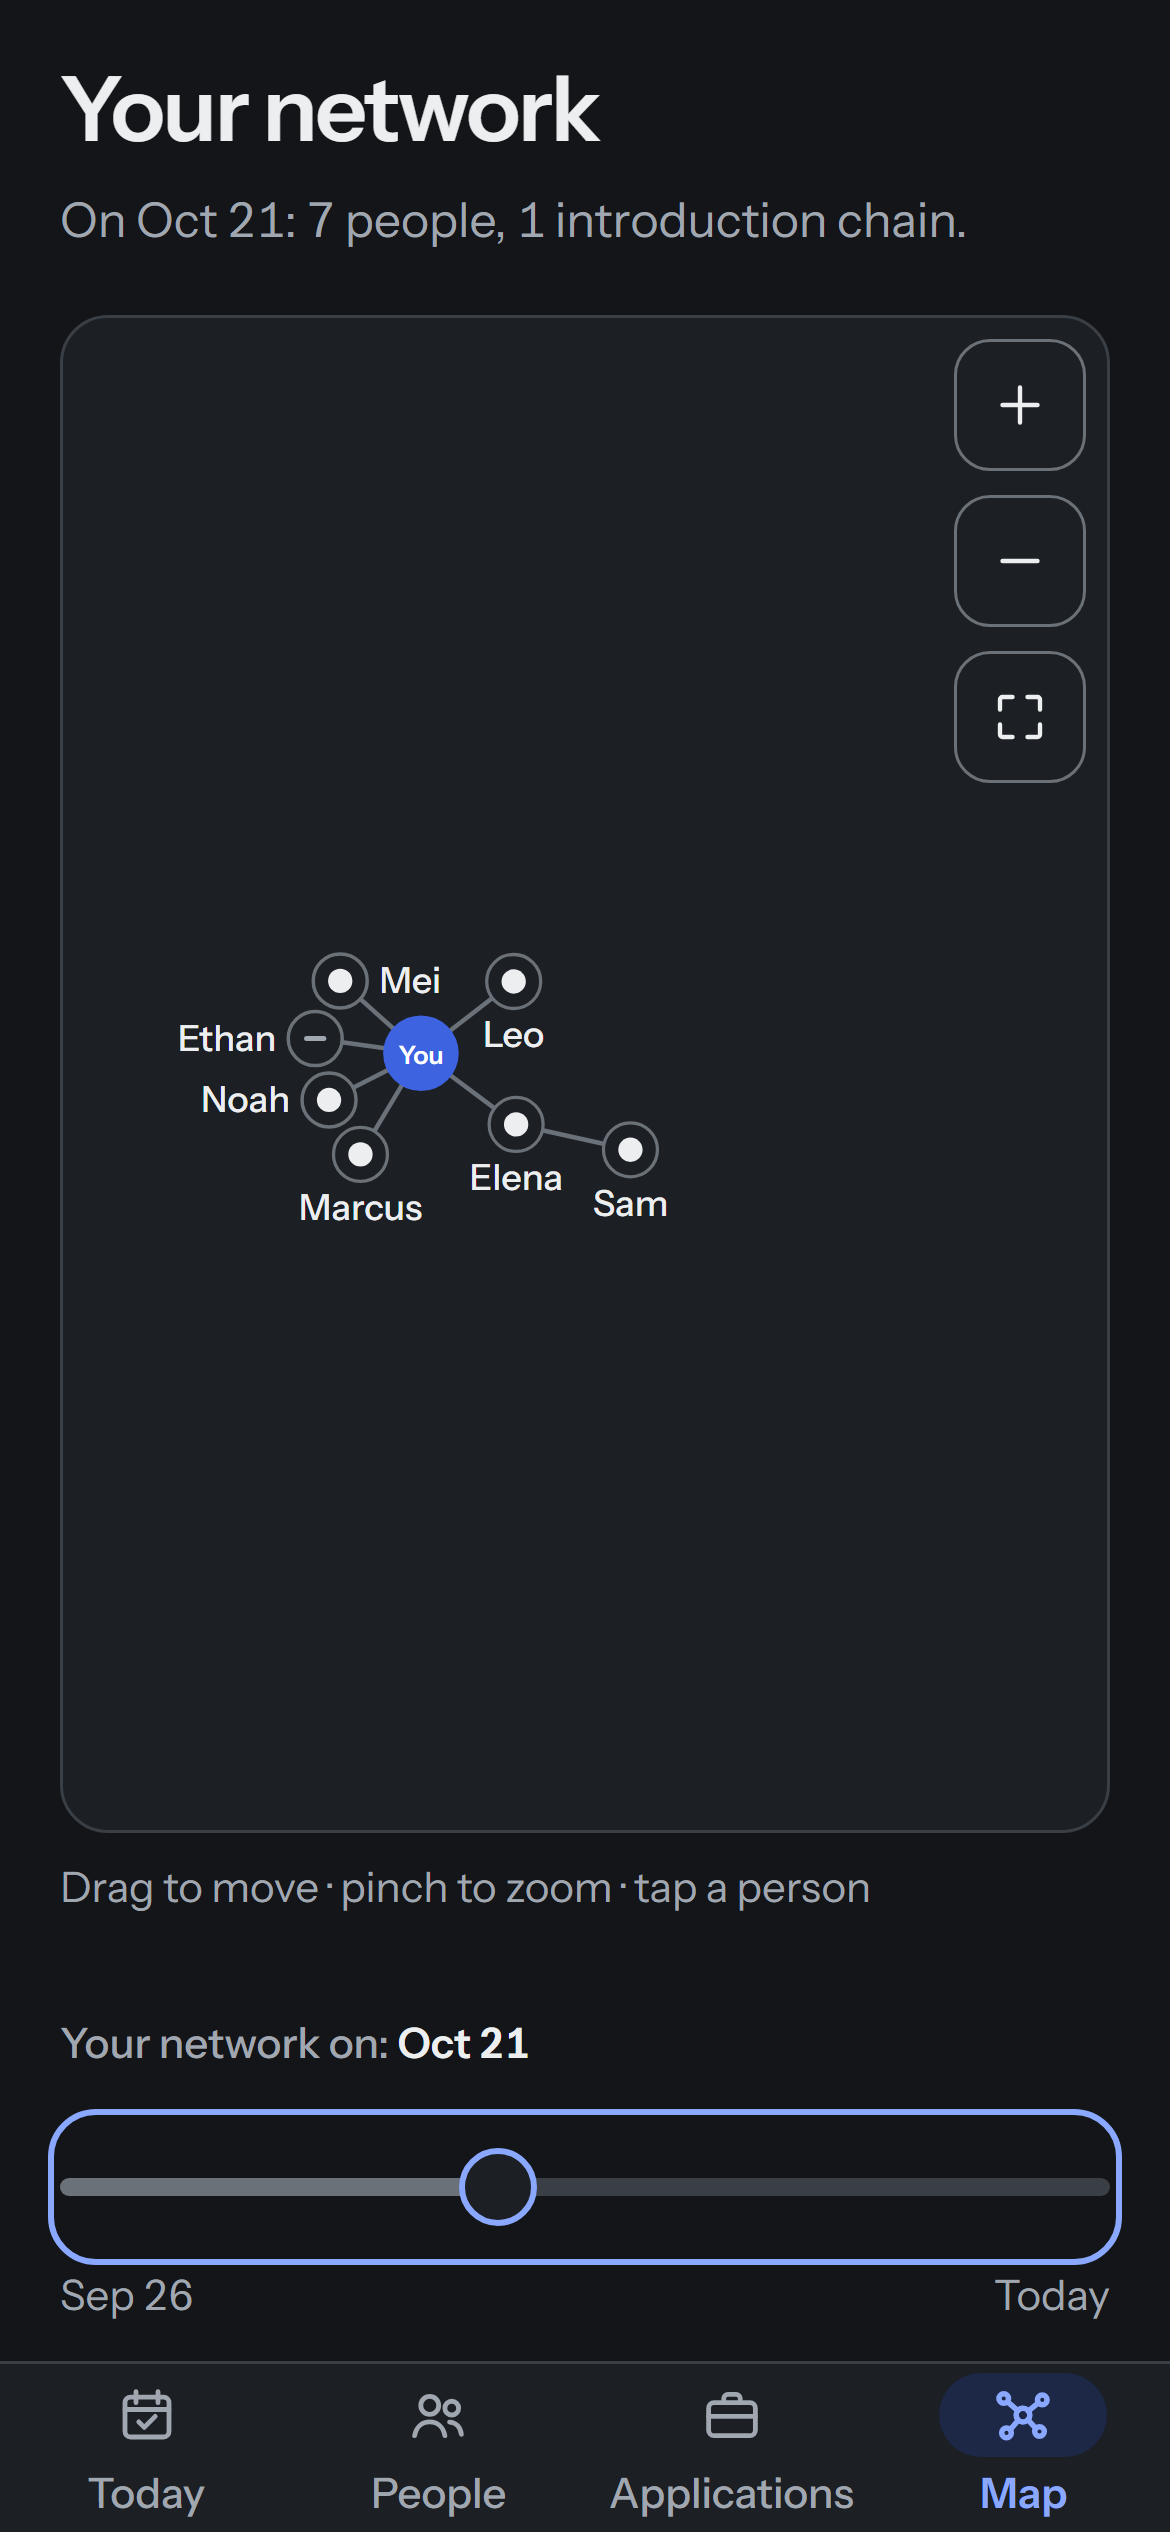 Your network
On Oct 21: 7 people, 1 introduction chain.
Mei
Leo
Ethan
You
Noah
Elena
Sam
Marcus
Drag to move · pinch to zoom · tap a person
Your network on: Oct 21
Sep 26
Today
Today
People
Applications
Map